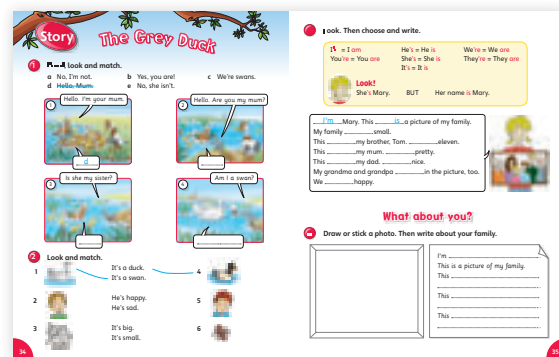 Story
The Grey Duck
1 look and match.
a No, I'm not. b Yes, you are! c We're swans.
d Hello, Mum. e No, she isn't.
1 Hello. I'm your mum.
d
2 Hello. Are you my mum?
3 Is she my sister?
4 Am I a swan?
2 Look and match.
1 It's a duck. 4
It's a swan.
2 He's happy. 5
He's sad.
3 It's big. 6
It's small.
34
ook. Then choose and write.
= I am He's = He is We're = We are
You're = You are She's = She is They're = They are
It's = It is
Look!
She's Mary. BUT Her name is Mary.
I'm Mary. This is a picture of my family.
My family small.
This my brother, Tom. eleven.
This my mum. pretty.
This my dad. nice.
My grandma and grandpa in the picture, too.
We happy.
What about you?
Draw or stick a photo. Then write about your family.
I'm
This is a picture of my family.
This
This
This
35